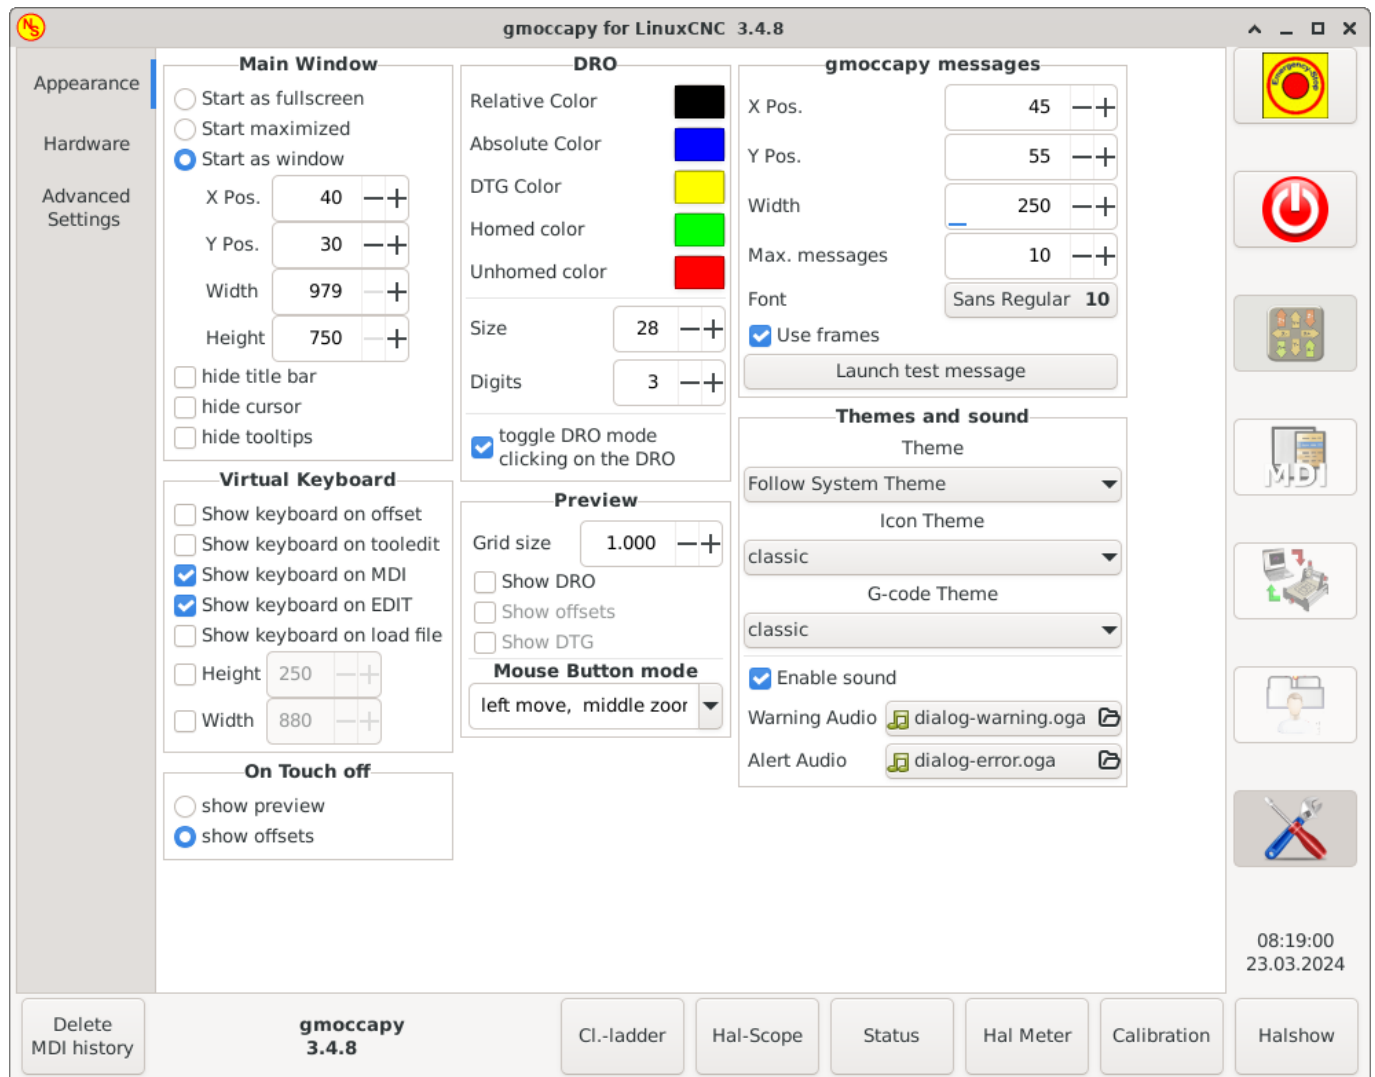 gmoccapy for LinuxCNC 3.4.8
Appearance
Hardware
Advanced
Settings
Main Window
Start as fullscreen
Start maximized
Start as window
X Pos. 40
Y Pos. 30
Width 979
Height 750
hide title bar
hide cursor
hide tooltips
Virtual Keyboard
Show keyboard on offset
Show keyboard on tooledit
Show keyboard on MDI
Show keyboard on EDIT
Show keyboard on load file
Height 250
Width 880
On Touch off
show preview
show offsets
DRO
Relative Color
Absolute Color
DTG Color
Homed color
Unhomed color
Size 28
Digits 3
toggle DRO mode
clicking on the DRO
Preview
Grid size 1.000
Show DRO
Show offsets
Show DTG
Mouse Button mode
left move, middle zoor
gmoccapy messages
X Pos. 45
Y Pos. 55
Width 250
Max. messages 10
Font Sans Regular 10
Use frames
Launch test message
Themes and sound
Theme
Follow System Theme
Icon Theme
classic
G-code Theme
classic
Enable sound
Warning Audio dialog-warning.oga
Alert Audio dialog-error.oga
Emergency-Stop
MDI
08:19:00
23.03.2024
Delete
MDI history
gmoccapy
3.4.8
Cl.-ladder
Hal-Scope
Status
Hal Meter
Calibration
Halshow